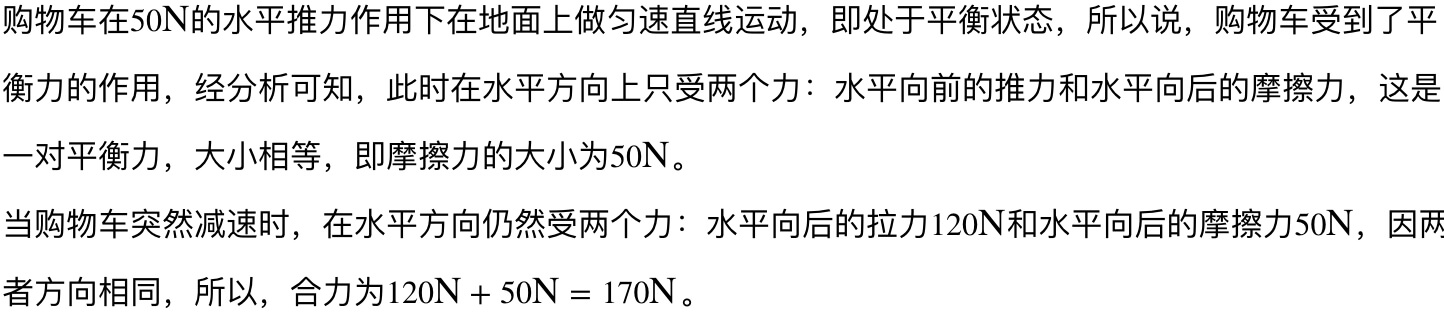 购物车在50N的水平推力作用下在地面上做匀速直线运动，即处于平衡状态，所以说，购物车受到了平
衡力的作用，经分析可知，此时在水平方向上只受两个力：水平向前的推力和水平向后的摩擦力，这是
一对平衡力，大小相等，即摩擦力的大小为50N。
当购物车突然减速时，在水平方向仍然受两个力：水平向后的拉力120N和水平向后的摩擦力50N，因两
者方向相同，所以，合力为120N + 50N = 170N。